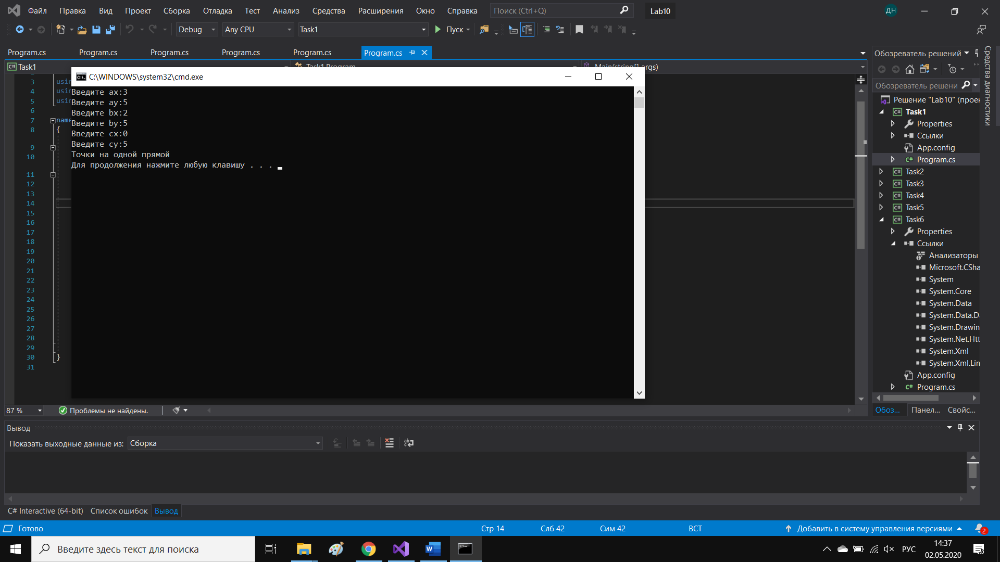 Файл Правка Вид Проект Сборка Отладка Тест Анализ Средства Расширения Окно Справка Поиск (Ctrl+Q) Lab10 ДН
Debug Any CPU Task1 Пуск
Program.cs Program.cs Program.cs Program.cs Program.cs Program.cs
C# Task1
Main(string[] args)
C:\WINDOWS\system32\cmd.exe
Введите ax:3
Введите ay:5
Введите bx:2
Введите by:5
Введите cx:0
Введите cy:5
Точки на одной прямой
Для продолжения нажмите любую клавишу . . .
3 usin
4 usin
5 usin
6
7 name
8 {
9
10
11
12
13
14
15
16
17
18
19
20
21
22
23
24
25
26
27
28
29
30 }
31
Обозреватель решений
Обозреватель решени
Решение "Lab10" (прое
C# Task1
Properties
Ссылки
App.config
C# Program.cs
C# Task2
C# Task3
C# Task4
C# Task5
C# Task6
Properties
Ссылки
Анализаторы
Microsoft.CSha
System
System.Core
System.Data
System.Data.D
System.Drawin
System.Net.Htt
System.Xml
System.Xml.Lin
App.config
C# Program.cs
Обоз... Панел... Свойс...
Средства диагностики
87 % Проблемы не найдены.
Вывод
Показать выходные данные из: Сборка
C# Interactive (64-bit) Список ошибок Вывод
Готово Стр 14 Слб 42 Сим 42 ВСТ Добавить в систему управления версиями 2
Введите здесь текст для поиска РУС 14:37
02.05.2020